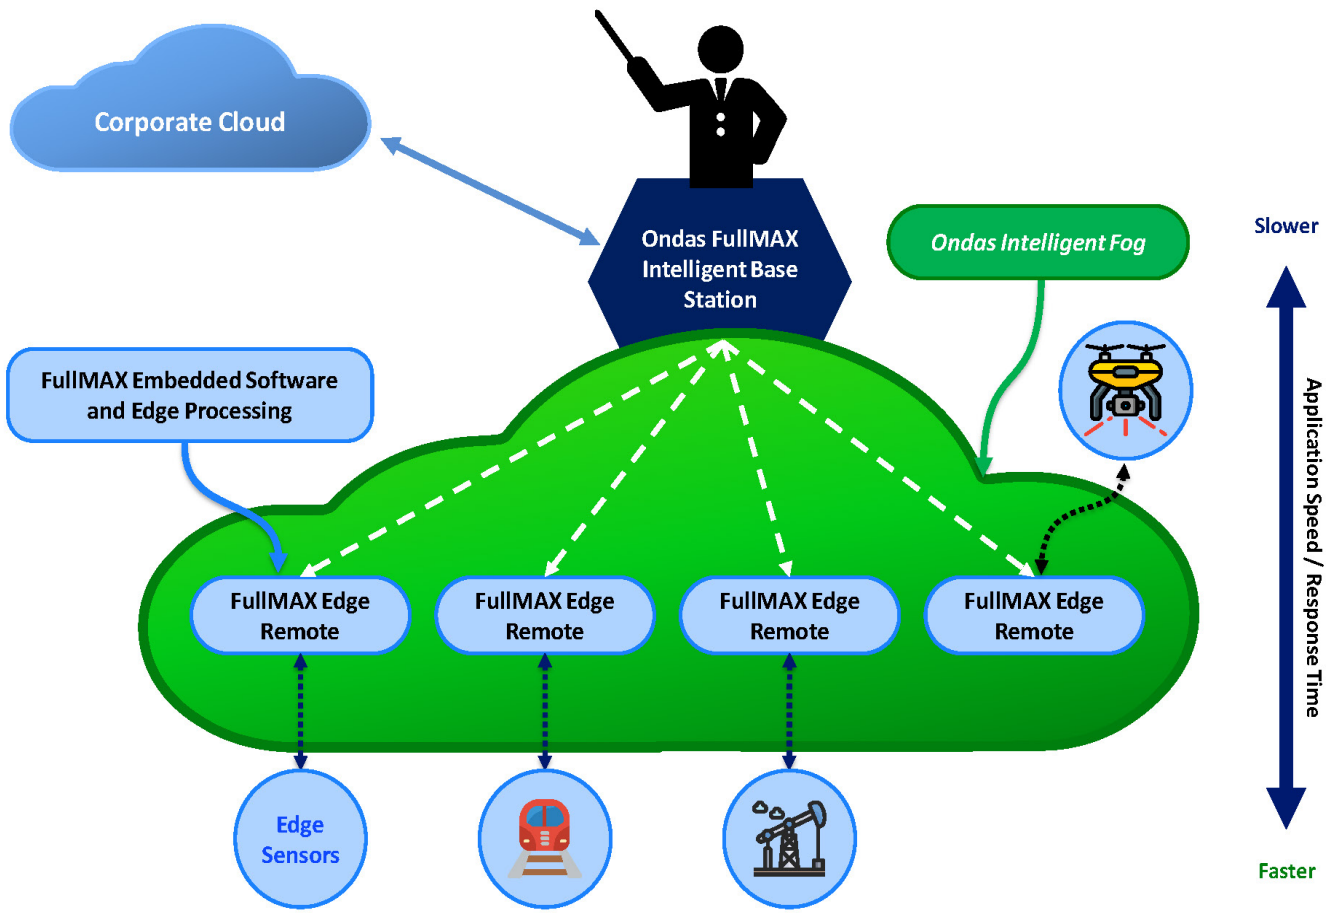 Corporate Cloud
Ondas FullMAX
Intelligent Base
Station
Ondas Intelligent Fog
Slower
FullMAX Embedded Software
and Edge Processing
Application Speed / Response Time
FullMAX Edge
Remote
FullMAX Edge
Remote
FullMAX Edge
Remote
FullMAX Edge
Remote
Edge
Sensors
Faster